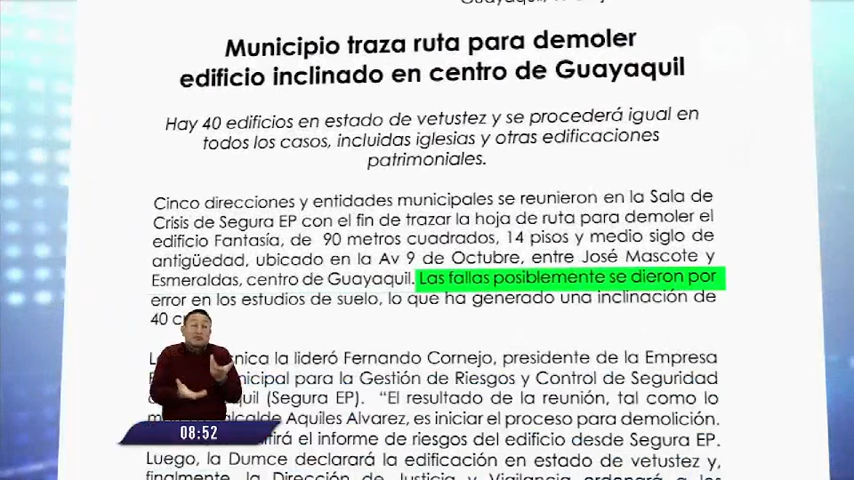 Municipio traza ruta para demoler
edificio inclinado en centro de Guayaquil
Hay 40 edificios en estado de vetustez y se procederá igual en
todos los casos, incluidas iglesias y otras edificaciones
patrimoniales.
Cinco direcciones y entidades municipales se reunieron en la Sala de
Crisis de Segura EP con el fin de trazar la hoja de ruta para demoler el
edificio Fantasía, de 90 metros cuadrados, 14 pisos y medio siglo de
antigüedad, ubicado en la Av 9 de Octubre, entre José Mascote y
Esmeraldas, centro de Guayaquil. Las fallas posiblemente se dieron por
error en los estudios de suelo, lo que ha generado una inclinación de
40
la lideró Fernando Cornejo, presidente de la Empresa
para la Gestión de Riesgos y Control de Seguridad
(Segura EP). “El resultado de la reunión, tal como lo
Aquiles Alvarez, es iniciar el proceso para demolición.
el informe de riesgos del edificio desde Segura EP.
Luego, la Dumce declarará la edificación en estado de vetustez y,
finalmente, la Dirección de Justicia y Vigilancia ordenará a los
08:52